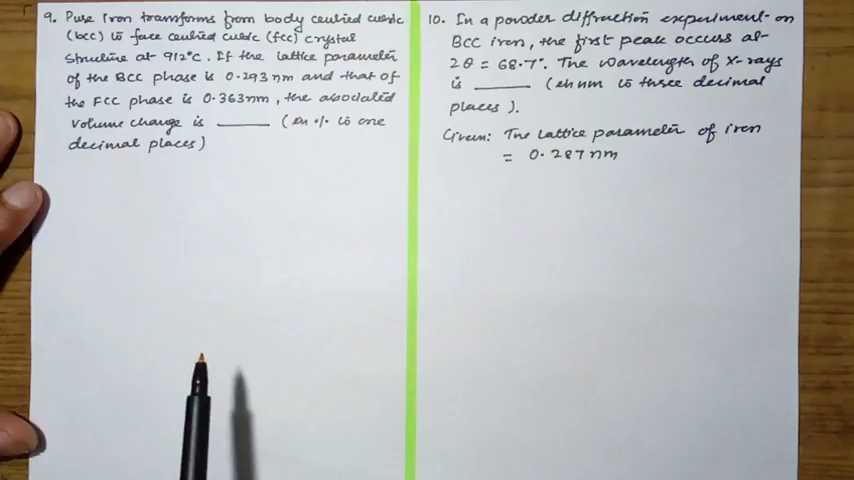 9. Pure Iron transforms from body centred cubic
(bcc) to face centred cubic (fcc) crystal
Structure at 912°C. If the lattice parameter
of the BCC phase is 0.293 nm and that of
the FCC phase is 0.363nm, the associated
volume change is ______ (in % to one
decimal places)
10. In a powder diffraction experiment on
BCC iron, the first peak occurs at
2θ = 68.7°. The wavelength of X-rays
is ______ (in nm to three decimal
places).
Given: The lattice parameter of iron
= 0.287 nm